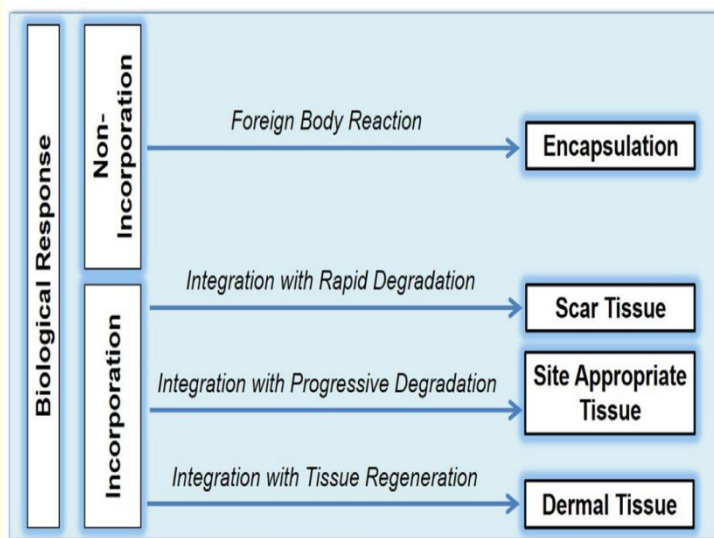 Biological Response
Non-
Incorporation
Foreign Body Reaction
Encapsulation
Incorporation
Integration with Rapid Degradation
Scar Tissue
Integration with Progressive Degradation
Site Appropriate
Tissue
Integration with Tissue Regeneration
Dermal Tissue